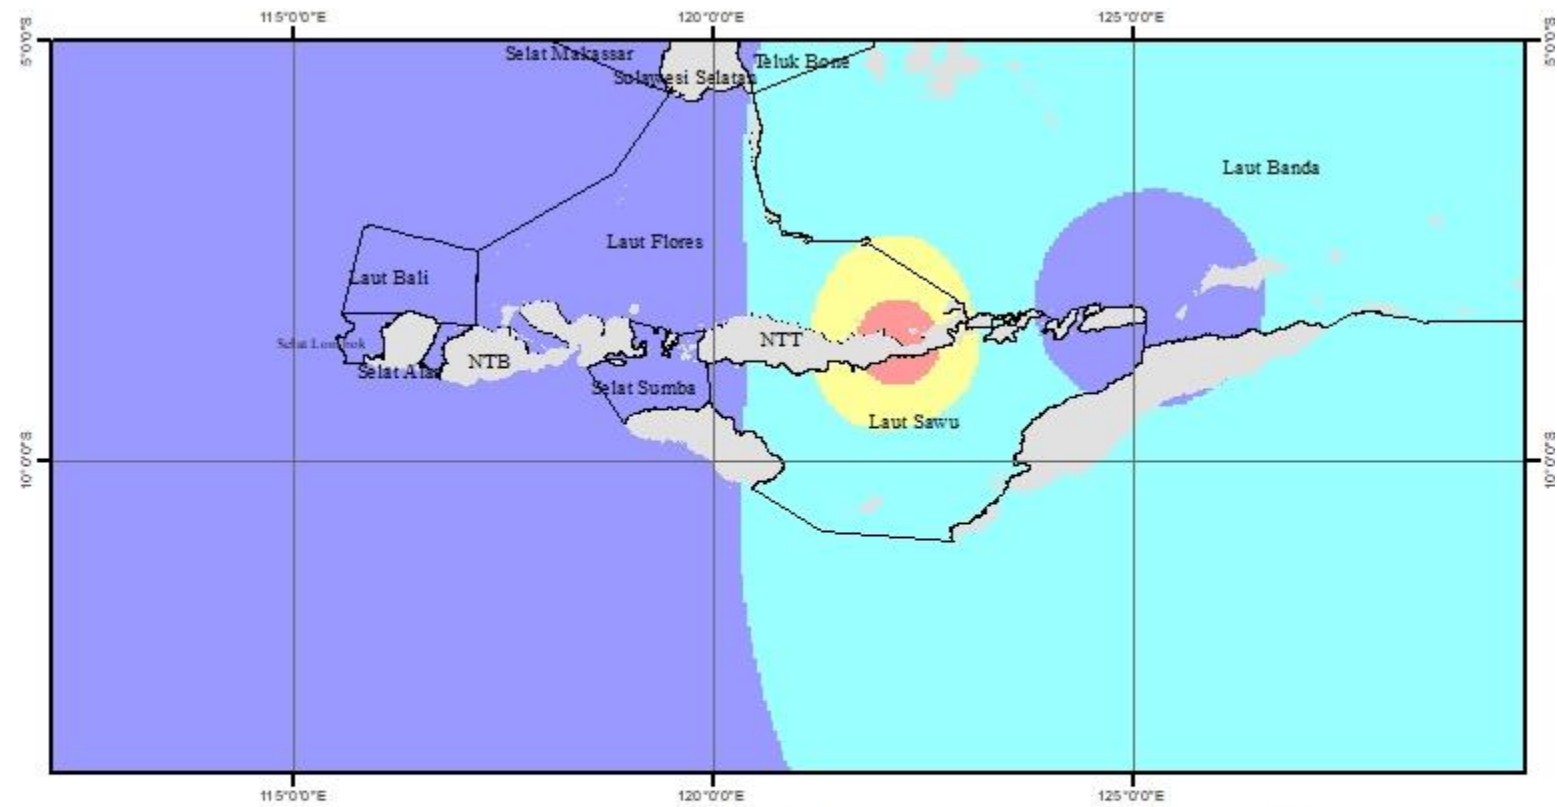 115°0'0"E 120°0'0"E 125°0'0"E
5°0'0"S 5°0'0"S
Selat Makassar
Teluk Bone
Sulawesi Selatan
Laut Banda
Laut Flores
Laut Bali
NTT
Selat Lombok
NTB
Selat Alas
Selat Sumba
Laut Sawu
10°0'0"S 10°0'0"S
115°0'0"E 120°0'0"E 125°0'0"E